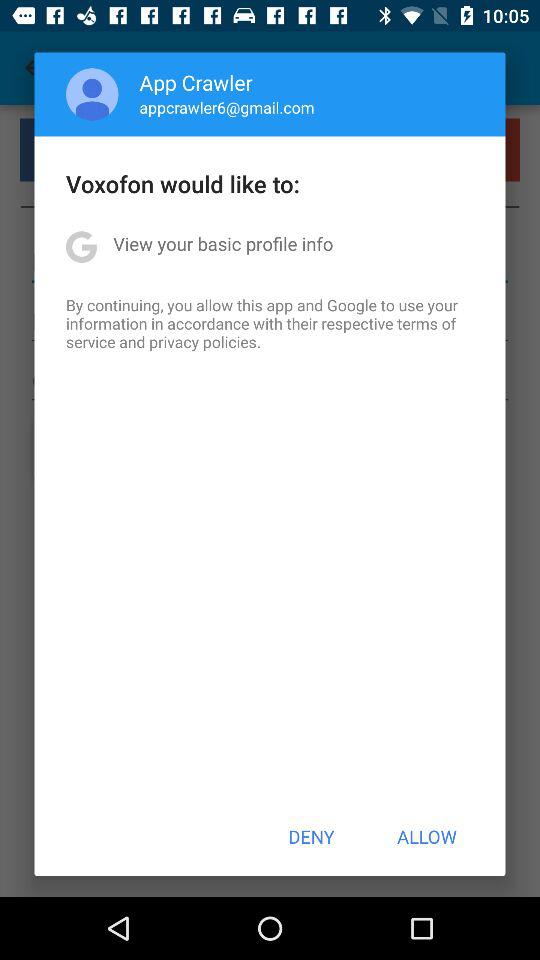 10:05
App Crawler
appcrawler6@gmail.com
Voxofon would like to:
View your basic profile info
By continuing, you allow this app and Google to use your
information in accordance with their respective terms of
service and privacy policies.
DENY ALLOW